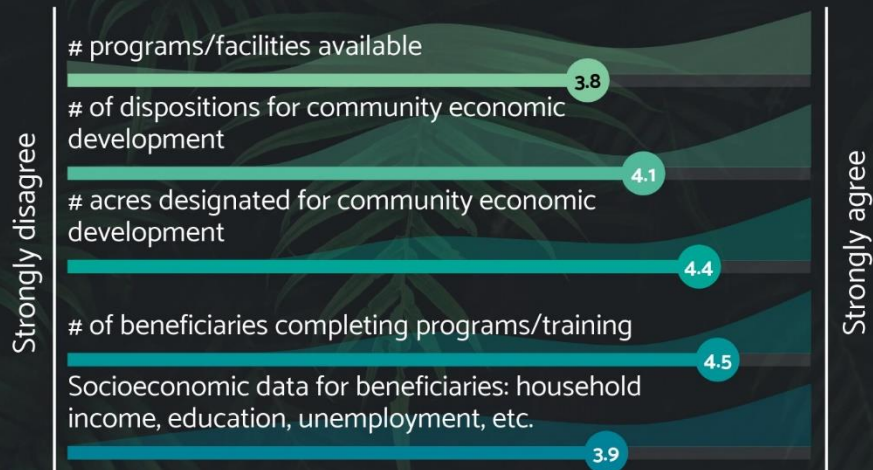 # programs/facilities available
3.8
# of dispositions for community economic
development
4.1
# acres designated for community economic
development
4.4
# of beneficiaries completing programs/training
4.5
Socioeconomic data for beneficiaries: household
income, education, unemployment, etc.
3.9
Strongly disagree
Strongly agree